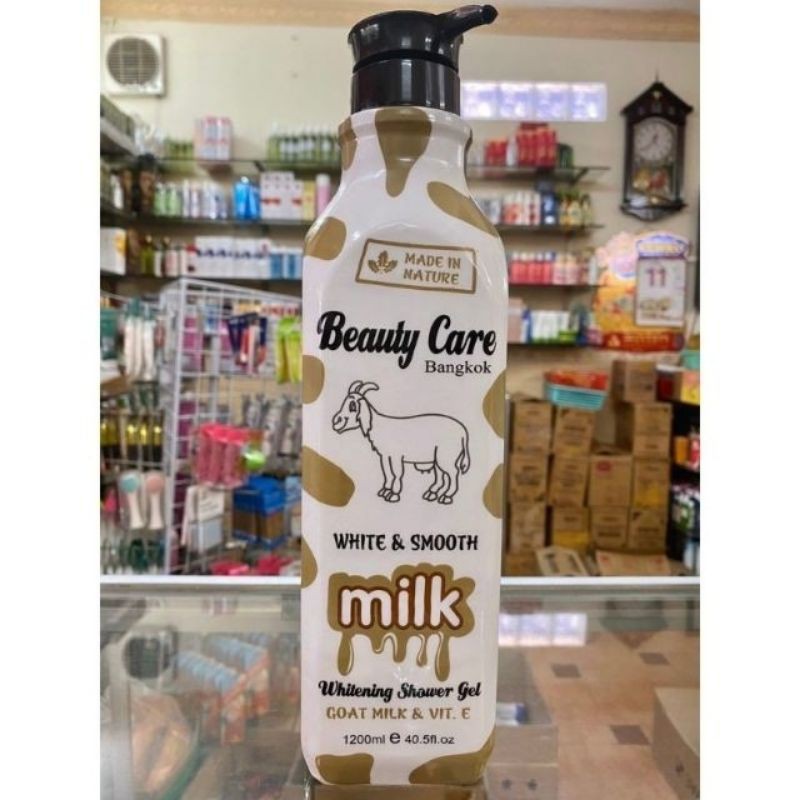 MADE IN
NATURE
Beauty Care
Bangkok
WHITE & SMOOTH
milk
Whitening Shower Gel
GOAT MILK & VIT. E
1200ml e 40.5fl.oz
11